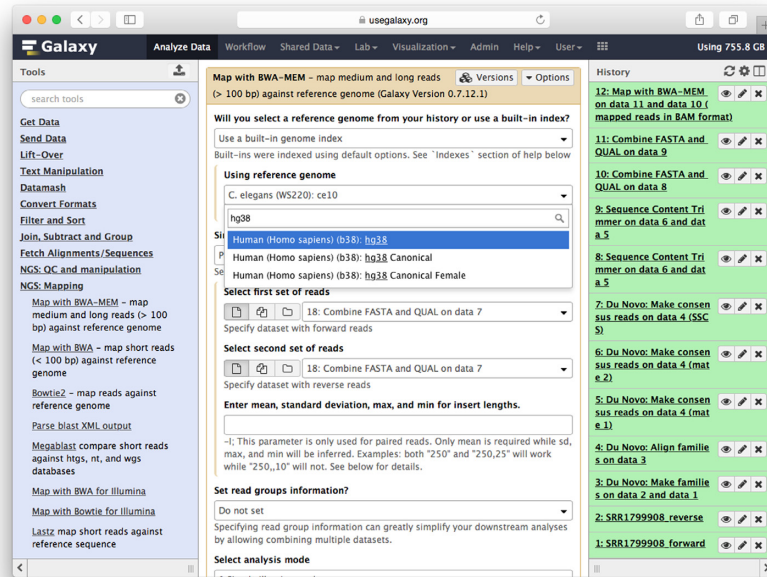 usegalaxy.org
Galaxy
Analyze Data Workflow Shared Data Lab Visualization Admin Help User
Using 755.8 GB
Tools
search tools
Get Data
Send Data
Lift-Over
Text Manipulation
Datamash
Convert Formats
Filter and Sort
Join, Subtract and Group
Fetch Alignments/Sequences
NGS: QC and manipulation
NGS: Mapping
Map with BWA-MEM – map
medium and long reads (> 100
bp) against reference genome
Map with BWA – map short reads
(< 100 bp) against reference
genome
Bowtie2 – map reads against
reference genome
Parse blast XML output
Megablast compare short reads
against htgs, nt, and wgs
databases
Map with BWA for Illumina
Map with Bowtie for Illumina
Lastz map short reads against
reference sequence
Map with BWA-MEM – map medium and long reads
(> 100 bp) against reference genome (Galaxy Version 0.7.12.1)
Versions
Options
Will you select a reference genome from your history or use a built-in index?
Use a built-in genome index
Built-ins were indexed using default options. See `Indexes` section of help below
Using reference genome
C. elegans (WS220): ce10
hg38
Human (Homo sapiens) (b38): hg38
Human (Homo sapiens) (b38): hg38 Canonical
Human (Homo sapiens) (b38): hg38 Canonical Female
Select first set of reads
18: Combine FASTA and QUAL on data 7
Specify dataset with forward reads
Select second set of reads
18: Combine FASTA and QUAL on data 7
Specify dataset with reverse reads
Enter mean, standard deviation, max, and min for insert lengths.
-I; This parameter is only used for paired reads. Only mean is required while sd,
max, and min will be inferred. Examples: both "250" and "250,25" will work
while "250,,10" will not. See below for details.
Set read groups information?
Do not set
Specifying read group information can greatly simplify your downstream analyses
by allowing combining multiple datasets.
Select analysis mode
History
12: Map with BWA-MEM
on data 11 and data 10 (
mapped reads in BAM format)
11: Combine FASTA and
QUAL on data 9
10: Combine FASTA and
QUAL on data 8
9: Sequence Content Tri
mmer on data 6 and dat
a 5
8: Sequence Content Tri
mmer on data 6 and dat
a 5
7: Du Novo: Make consen
sus reads on data 4 (SSC
S)
6: Du Novo: Make consen
sus reads on data 4 (mat
e 2)
5: Du Novo: Make consen
sus reads on data 4 (mat
e 1)
4: Du Novo: Align familie
s on data 3
3: Du Novo: Make familie
s on data 2 and data 1
2: SRR1799908_reverse
1: SRR1799908_forward